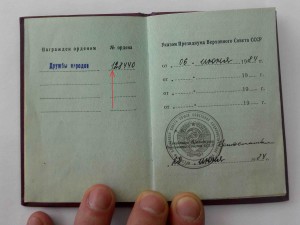 Награжден орденом
№ ордена
Дружбы народов
128440
Указом Президиума Верховного Совета СССР
от „06 июня 1984 г.
от 19 г.
от 19 г.
от 19 г.
июня 84